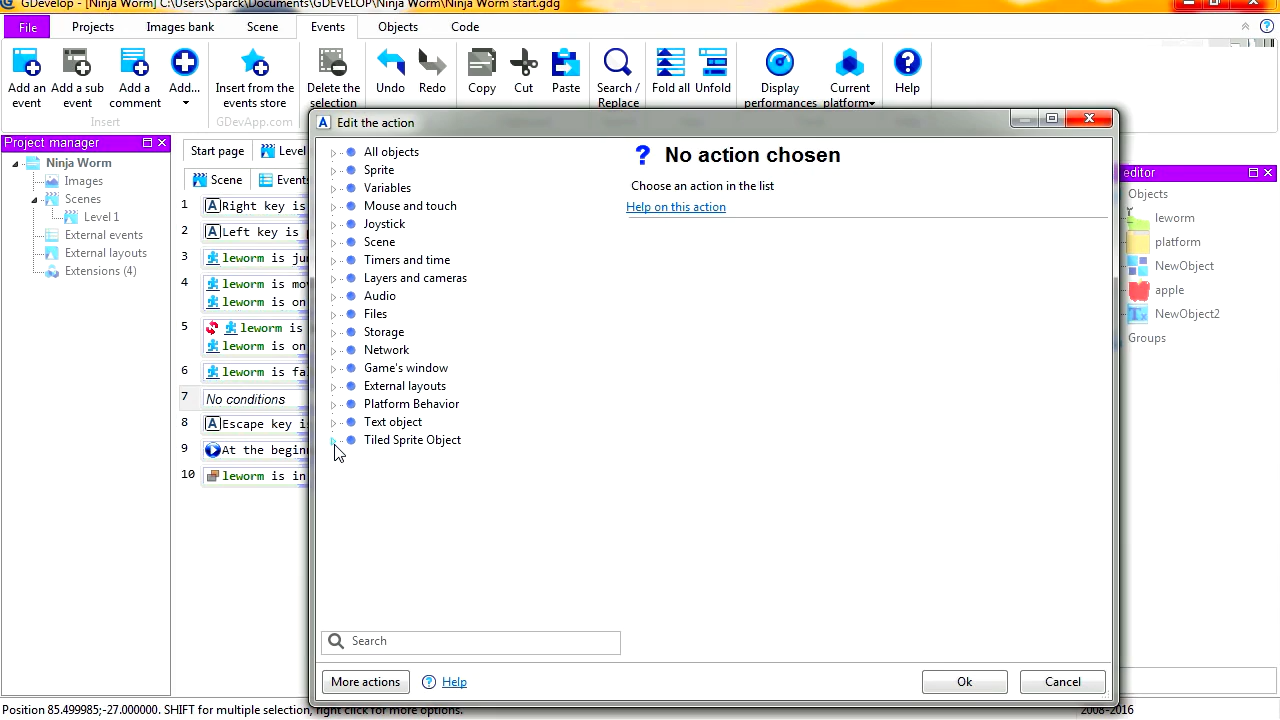 GDevelop - [Ninja Worm] C:\Users\Sparck\Documents\GDEVELOP\Ninja Worm\Ninja Worm start.gdg
File Projects Images bank Scene Events Objects Code
Add an event Add a sub event Add a comment Add... Insert from the events store Delete the selection Undo Redo Copy Cut Paste Search / Replace Fold all Unfold Display performances Current platform Help
Insert GDevApp.com
Edit the action
Project manager
Ninja Worm
Images
Scenes
Level 1
External events
External layouts
Extensions (4)
Start page Level
Scene Events
1 Right key is
2 Left key is
3 leworm is ju
4 leworm is mo
leworm is on
5 leworm is
leworm is on
6 leworm is fa
7 No conditions
8 Escape key i
9 At the beginn
10 leworm is in
All objects
Sprite
Variables
Mouse and touch
Joystick
Scene
Timers and time
Layers and cameras
Audio
Files
Storage
Network
Game's window
External layouts
Platform Behavior
Text object
Tiled Sprite Object
Search
More actions Help Ok Cancel
No action chosen
Choose an action in the list
Help on this action
editor
Objects
leworm
platform
NewObject
apple
NewObject2
Groups
Position 85.499985;-27.000000. SHIFT for multiple selection, right click for more options.
2008-2016